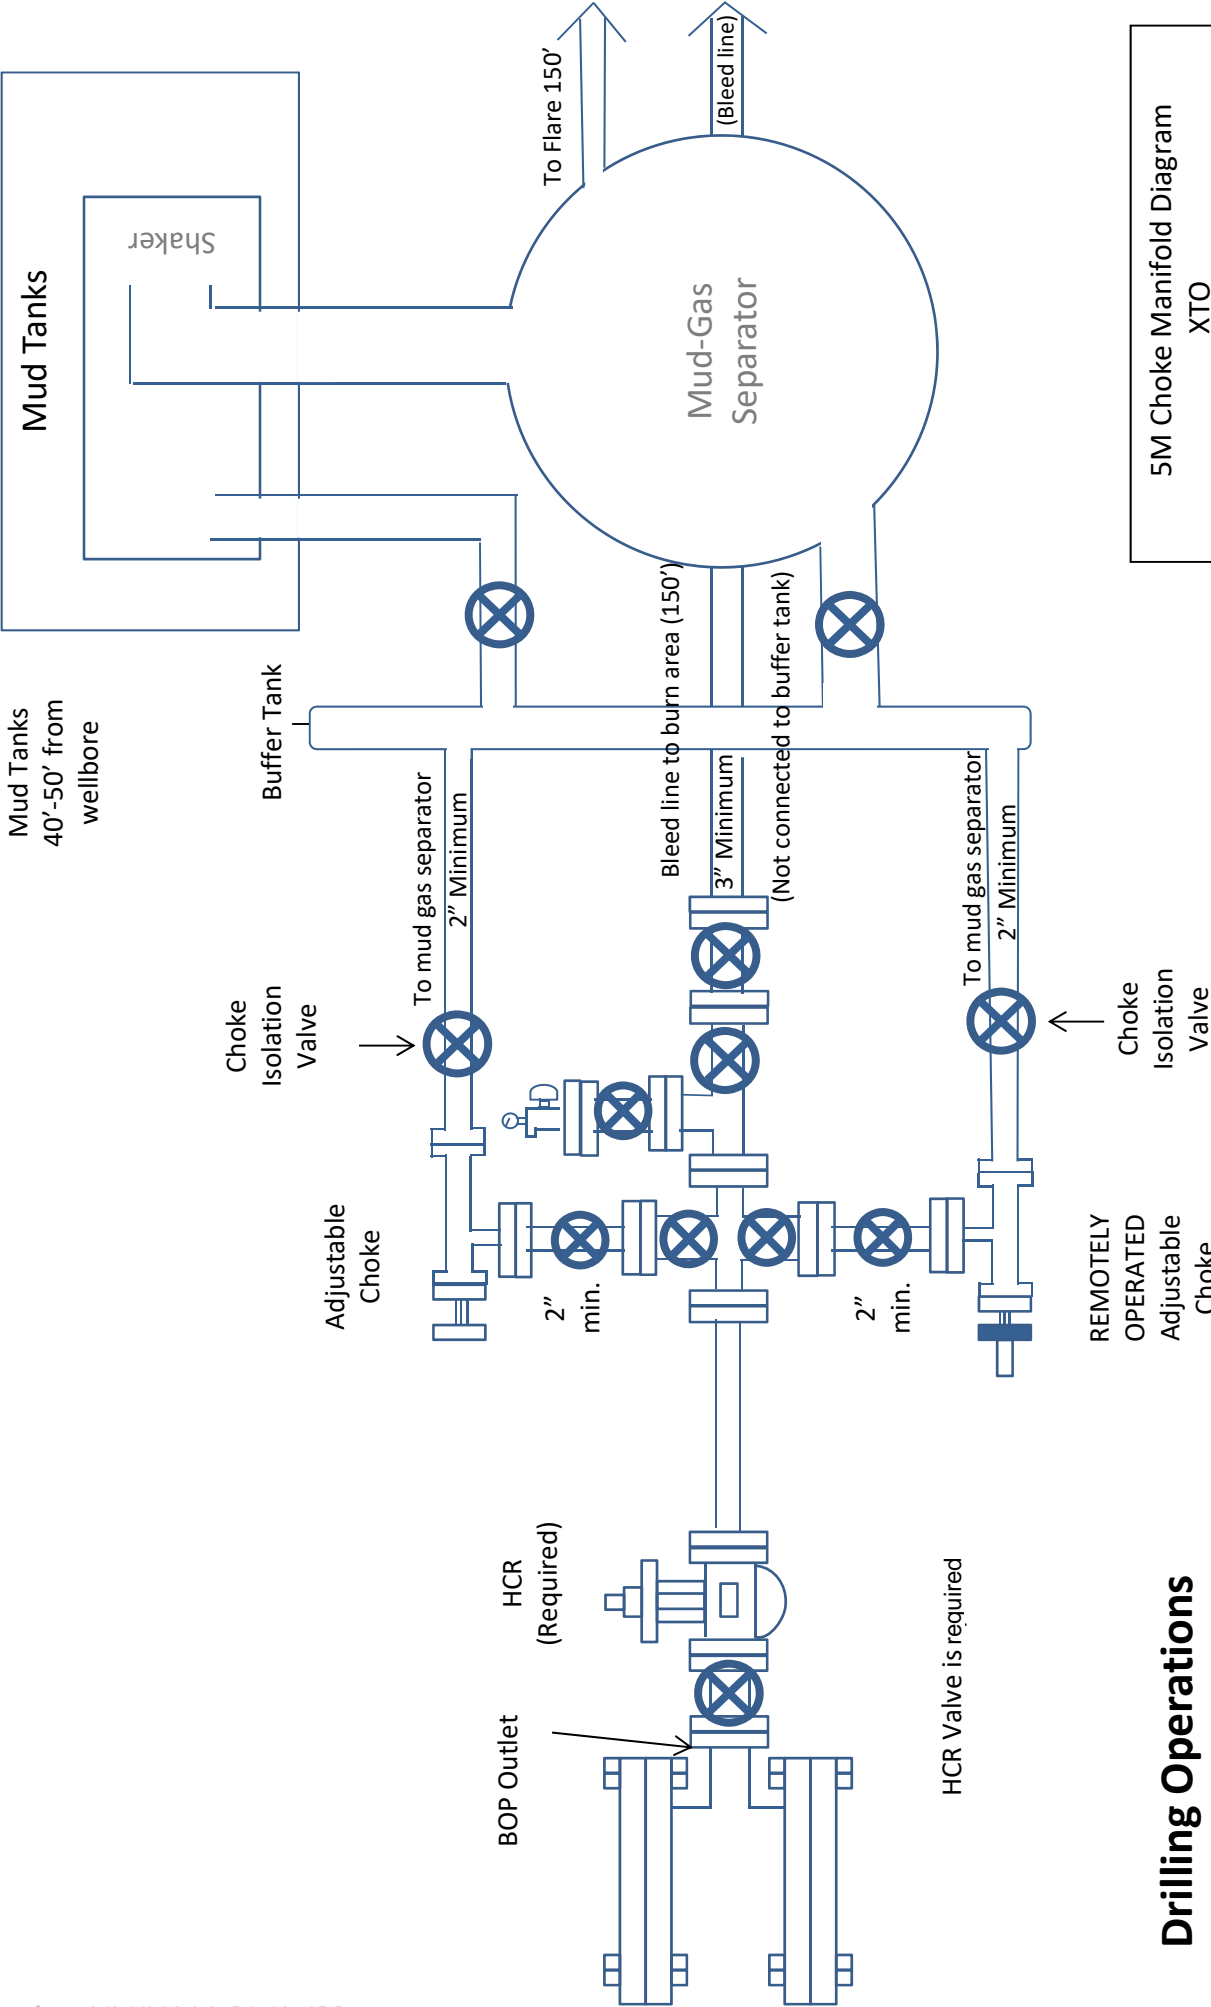 Mud Tanks
Shaker
Mud Tanks
40’-50’ from
wellbore
Buffer Tank
To Flare 150’
(Bleed line)
Mud-Gas
Separator
Choke
Isolation
Valve
To mud gas separator
2” Minimum
Bleed line to burn area (150’)
3” Minimum
(Not connected to buffer tank)
To mud gas separator
2” Minimum
Choke
Isolation
Valve
Adjustable
Choke
2”
min.
2”
min.
REMOTELY
OPERATED
Adjustable
Choke
HCR
(Required)
BOP Outlet
HCR Valve is required
Drilling Operations
5M Choke Manifold Diagram
XTO